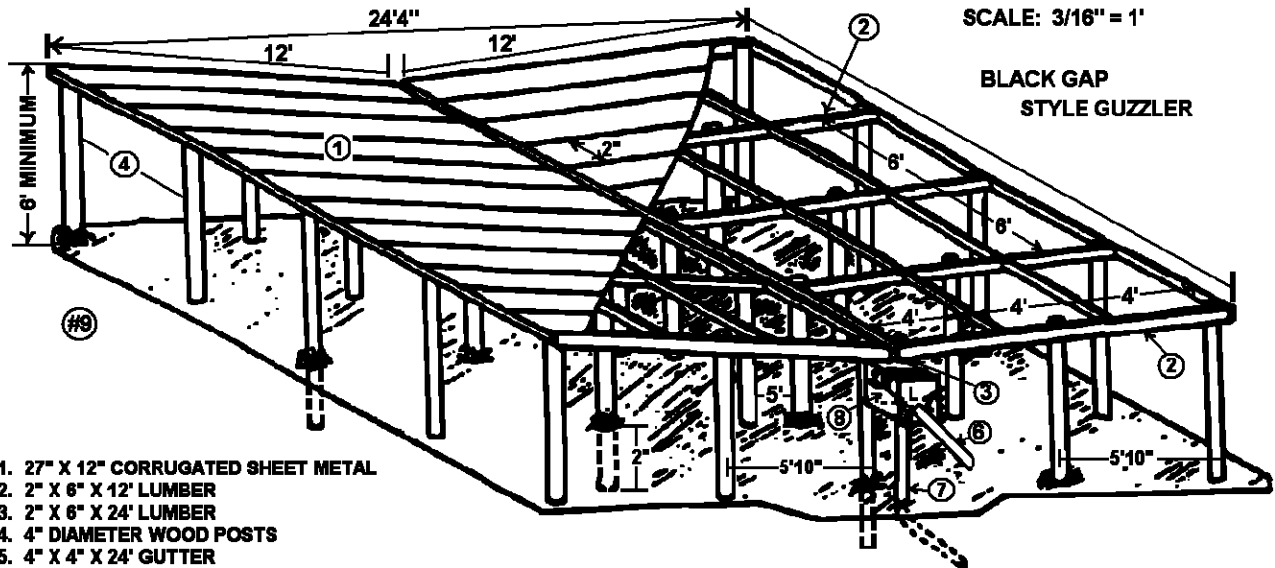 24'4"
SCALE: 3/16" = 1'
12'
12'
2
BLACK GAP
STYLE GUZZLER
6' MINIMUM
1
2"
4
6'
6'
#9
4'
4'
4'
2
3
L
5'
8
6
2"
5'10"
5'10"
7
1. 27" X 12" CORRUGATED SHEET METAL
2. 2" X 6" X 12' LUMBER
3. 2" X 6" X 24' LUMBER
4. 4" DIAMETER WOOD POSTS
5. 4" X 4" X 24' GUTTER